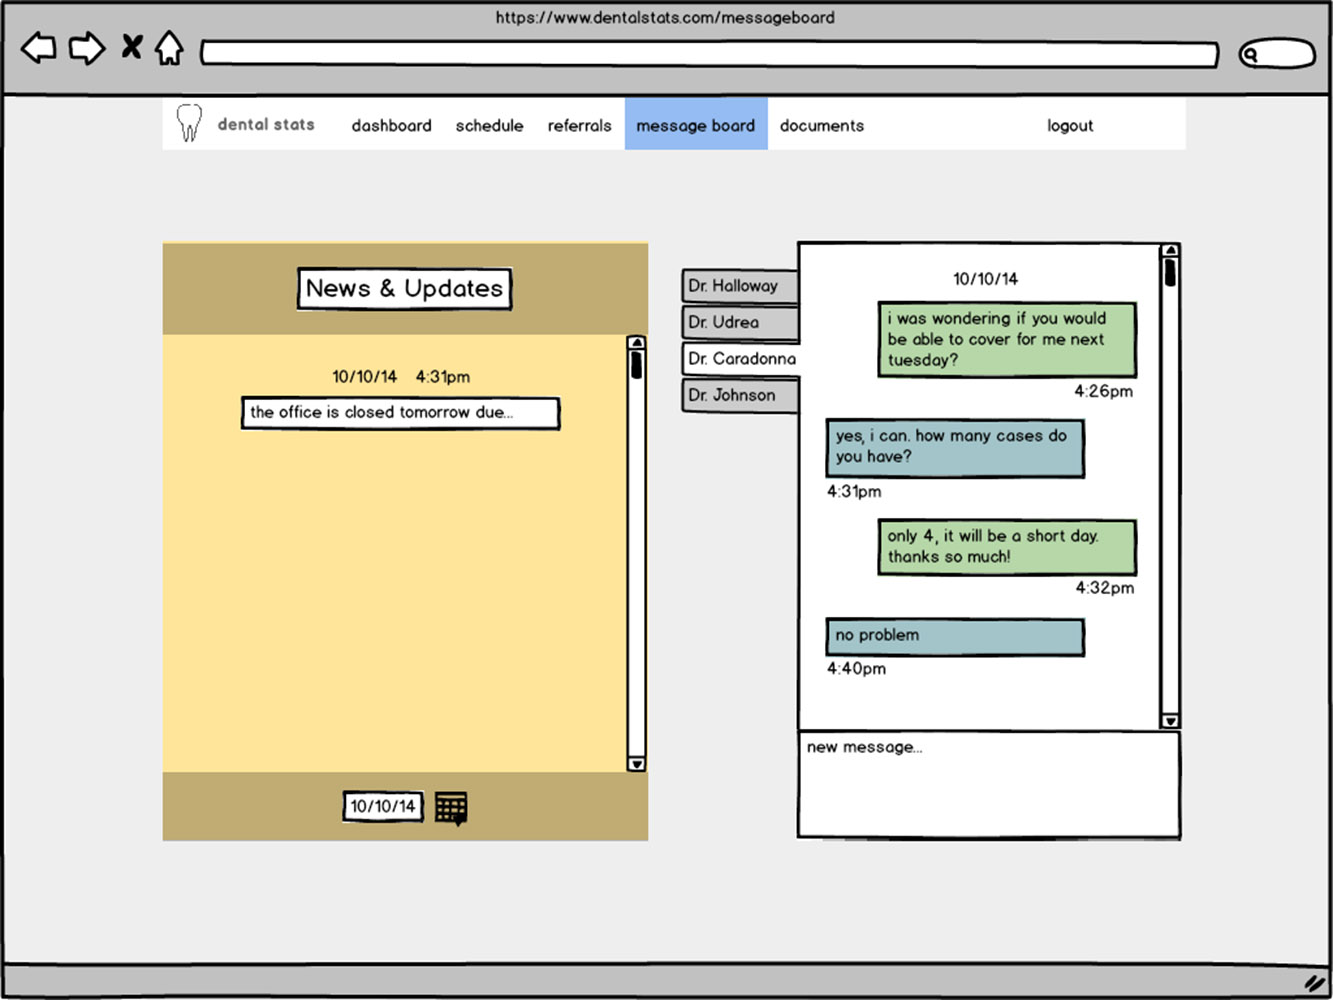 https://www.dentalstats.com/messageboard
dental stats dashboard schedule referrals message board documents logout
News & Updates
10/10/14 4:31pm
the office is closed tomorrow due...
10/10/14
Dr. Halloway
Dr. Udrea
Dr. Caradonna
Dr. Johnson
10/10/14
i was wondering if you would
be able to cover for me next
tuesday?
4:26pm
yes, i can. how many cases do
you have?
4:31pm
only 4, it will be a short day.
thanks so much!
4:32pm
no problem
4:40pm
new message...